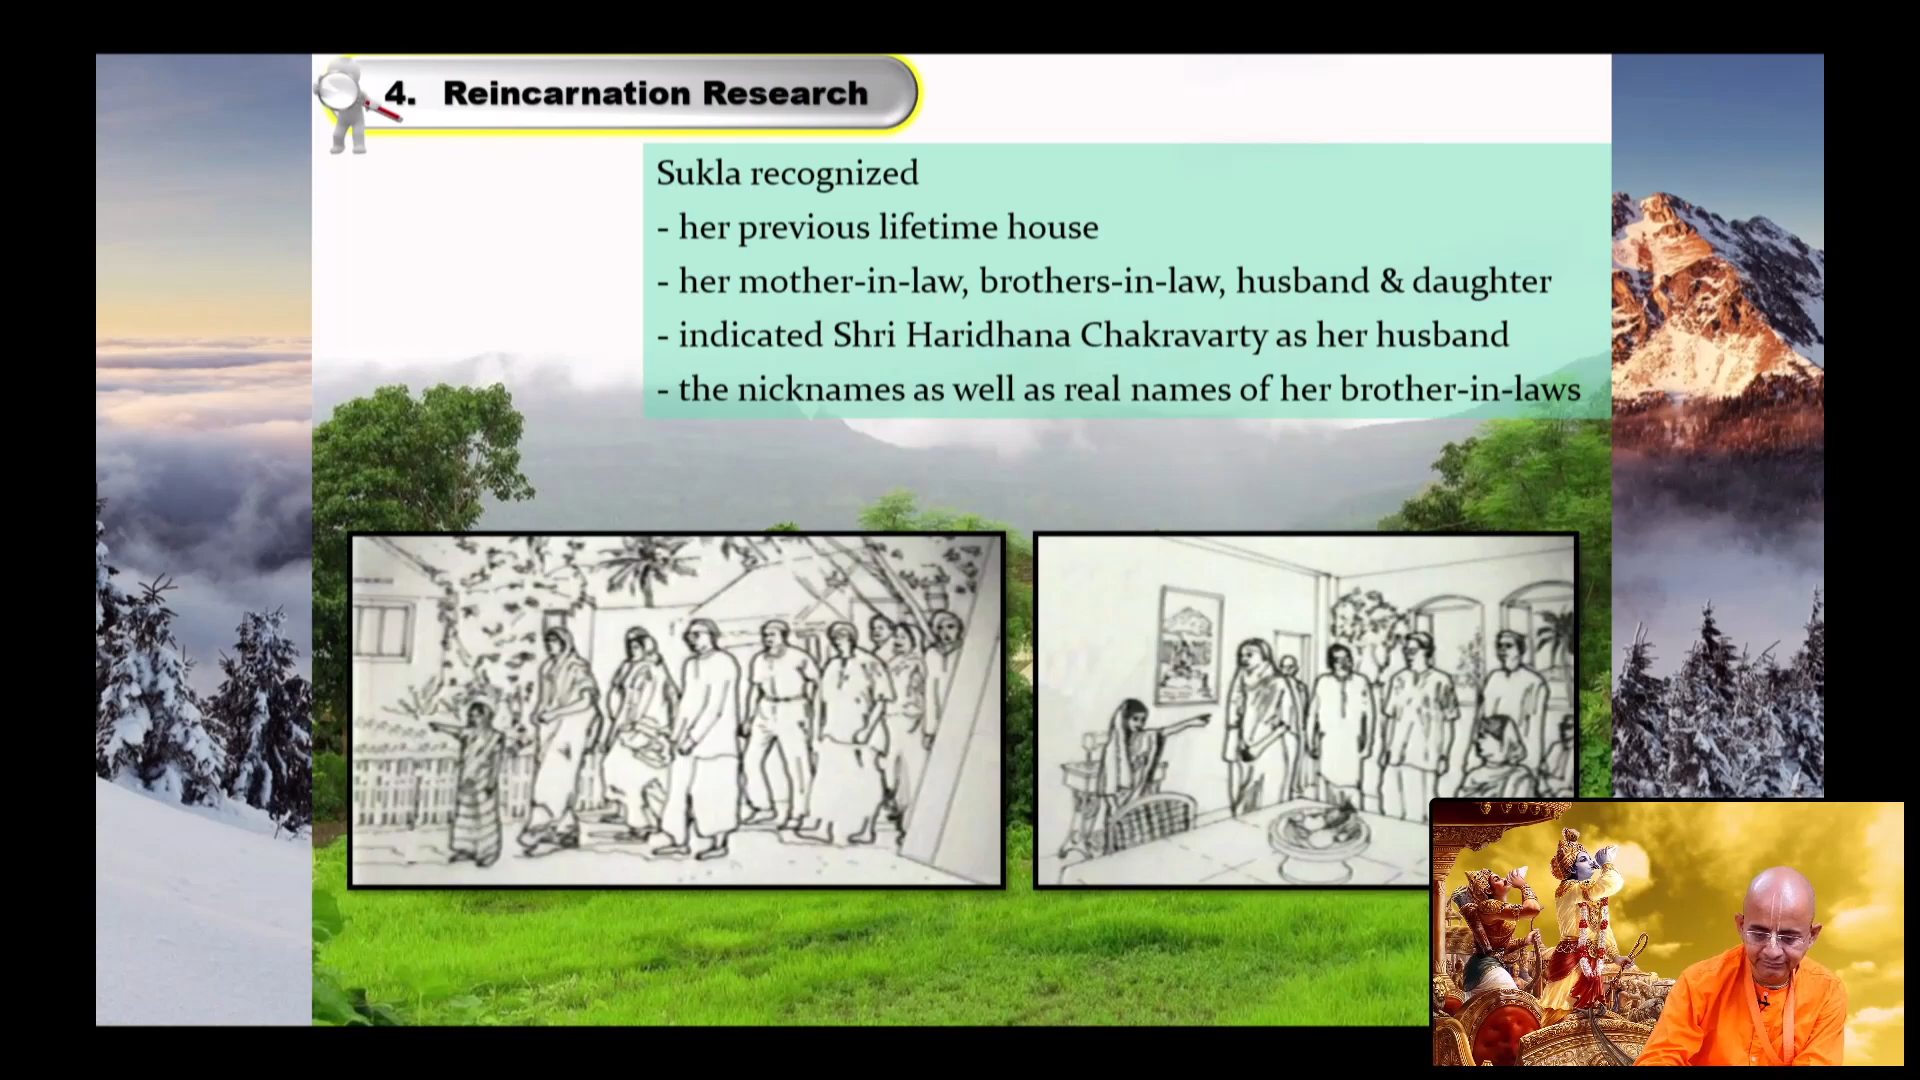 4. Reincarnation Research
Sukla recognized
- her previous lifetime house
- her mother-in-law, brothers-in-law, husband & daughter
- indicated Shri Haridhana Chakravarty as her husband
- the nicknames as well as real names of her brother-in-laws